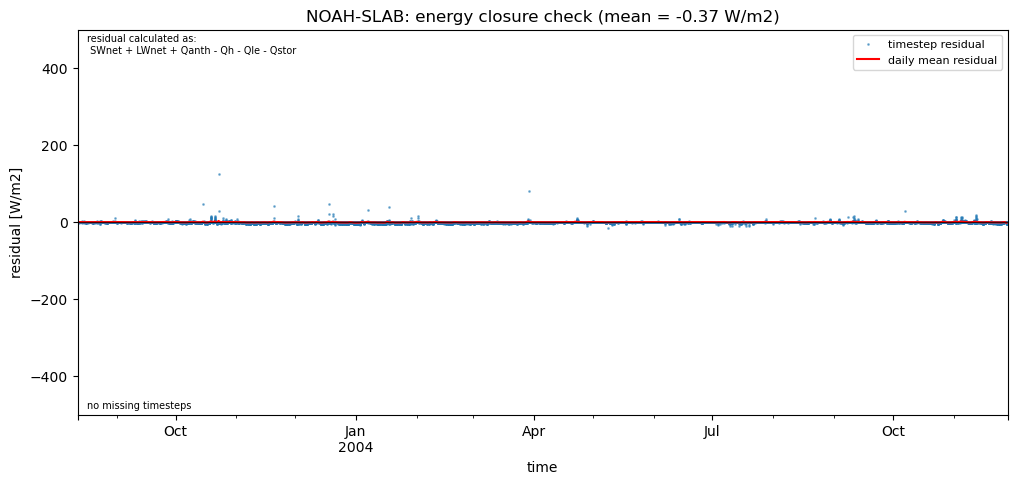 NOAH-SLAB: energy closure check (mean = -0.37 W/m2)
residual calculated as:
SWnet + LWnet + Qanth - Qh - Qle - Qstor
timestep residual
daily mean residual
400
200
0
−200
−400
residual [W/m2]
no missing timesteps
Oct
Jan
2004
Apr
Jul
Oct
time